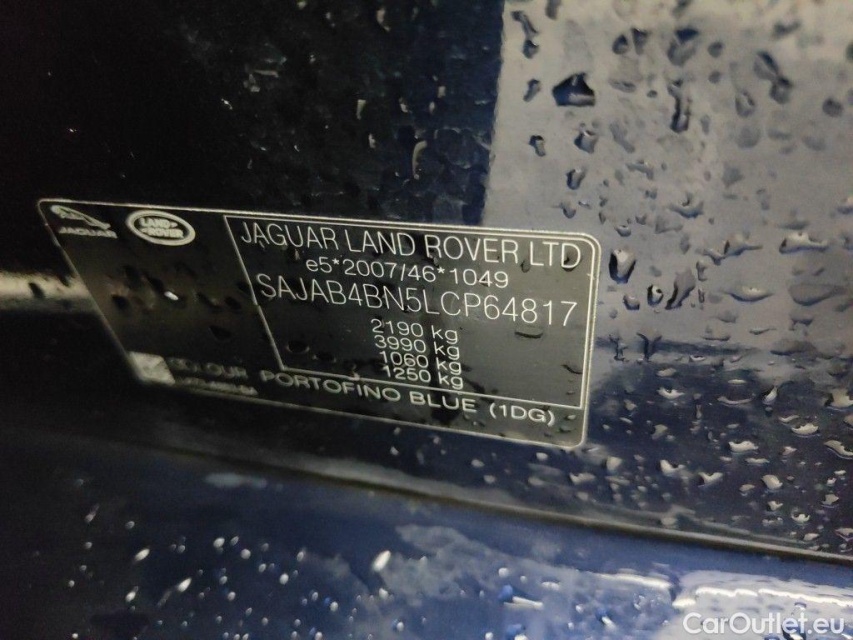 JAGUAR
LAND ROVER
JAGUAR LAND ROVER LTD
e5*2007/46*1049
SAJAB4BN5LCP64817
2190 kg
3990 kg
1060 kg
1250 kg
COLOUR PORTOFINO BLUE (1DG)
CarOutlet.eu